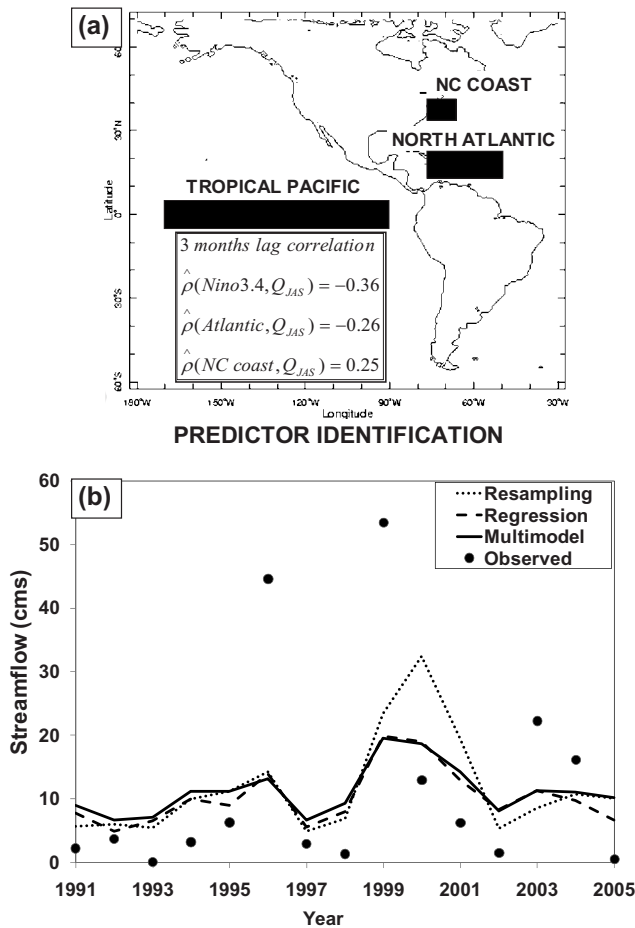 (a)
60°N
30°N
0°
30°S
60°S
Latitude
NC COAST
NORTH ATLANTIC
TROPICAL PACIFIC
3 months lag correlation
ρ̂(Nino3.4,Q_JAS) = −0.36
ρ̂(Atlantic,Q_JAS) = −0.26
ρ̂(NC coast,Q_JAS) = 0.25
180°W 150°W 120°W 90°W 60°W 30°W
Longitude
PREDICTOR IDENTIFICATION
(b)
60
50
40
30
20
10
0
Streamflow (cms)
Resampling
Regression
Multimodel
Observed
1991 1993 1995 1997 1999 2001 2003 2005
Year